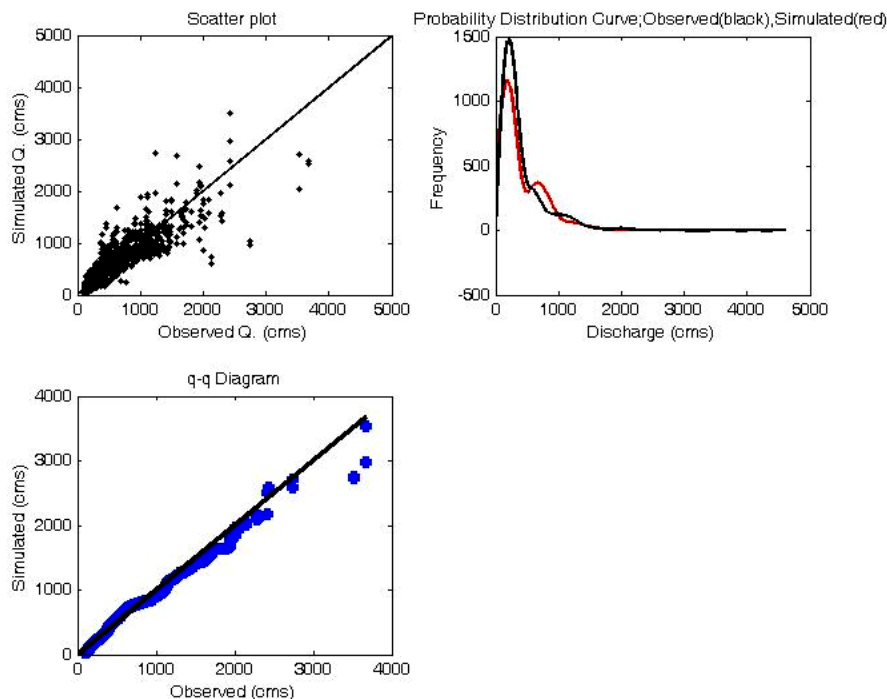 Scatter plot
5000
4000
3000
2000
1000
0
Simulated Q. (cms)
0 1000 2000 3000 4000 5000
Observed Q. (cms)
Probability Distribution Curve;Observed(black),Simulated(red)
1500
1000
500
0
-500
Frequency
0 1000 2000 3000 4000 5000
Discharge (cms)
q-q Diagram
4000
3000
2000
1000
0
Simulated (cms)
0 1000 2000 3000 4000
Observed (cms)